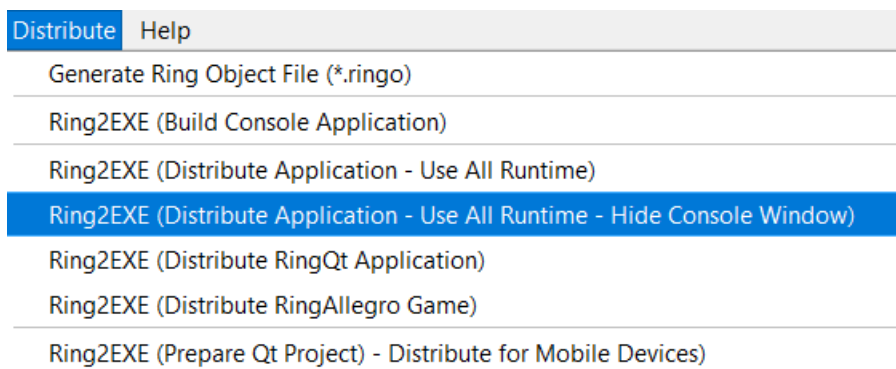 Distribute Help
Generate Ring Object File (*.ringo)
Ring2EXE (Build Console Application)
Ring2EXE (Distribute Application - Use All Runtime)
Ring2EXE (Distribute Application - Use All Runtime - Hide Console Window)
Ring2EXE (Distribute RingQt Application)
Ring2EXE (Distribute RingAllegro Game)
Ring2EXE (Prepare Qt Project) - Distribute for Mobile Devices)